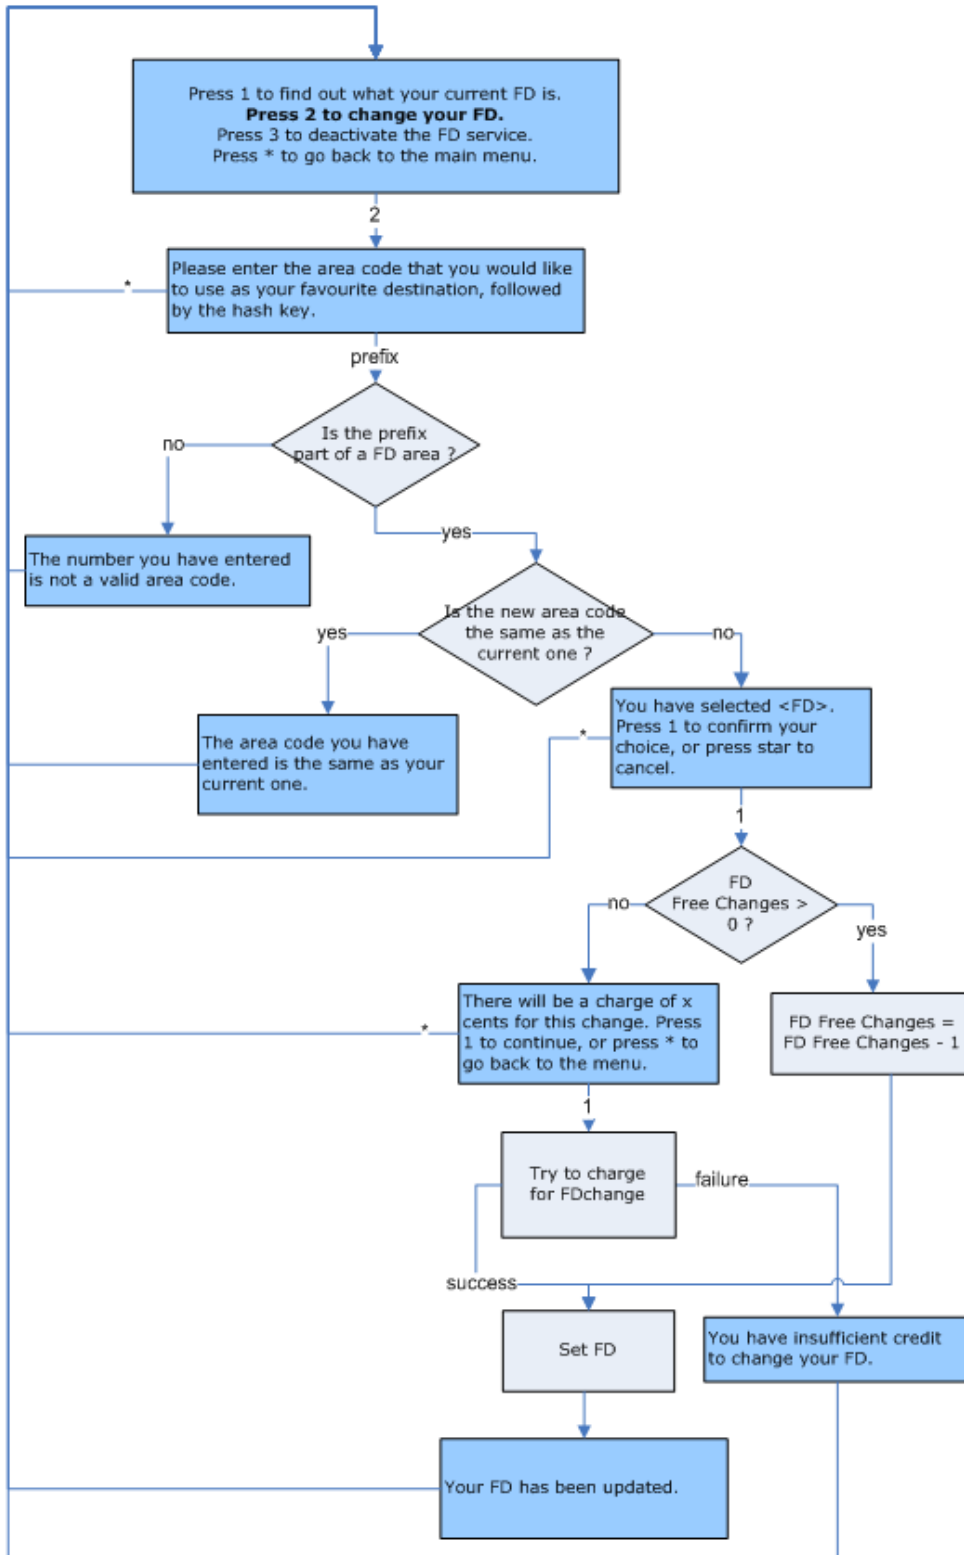 Press 1 to find out what your current FD is.
Press 2 to change your FD.
Press 3 to deactivate the FD service.
Press * to go back to the main menu.
2
Please enter the area code that you would like
to use as your favourite destination, followed
by the hash key.
*
prefix
Is the prefix
part of a FD area ?
no
yes
The number you have entered
is not a valid area code.
Is the new area code
the same as the
current one ?
yes
no
The area code you have
entered is the same as your
current one.
You have selected <FD>.
Press 1 to confirm your
choice, or press star to
cancel.
*
1
FD
Free Changes >
0 ?
no
yes
There will be a charge of x
cents for this change. Press
1 to continue, or press * to
go back to the menu.
*
FD Free Changes =
FD Free Changes - 1
1
Try to charge
for FDchange
failure
success
Set FD
You have insufficient credit
to change your FD.
Your FD has been updated.